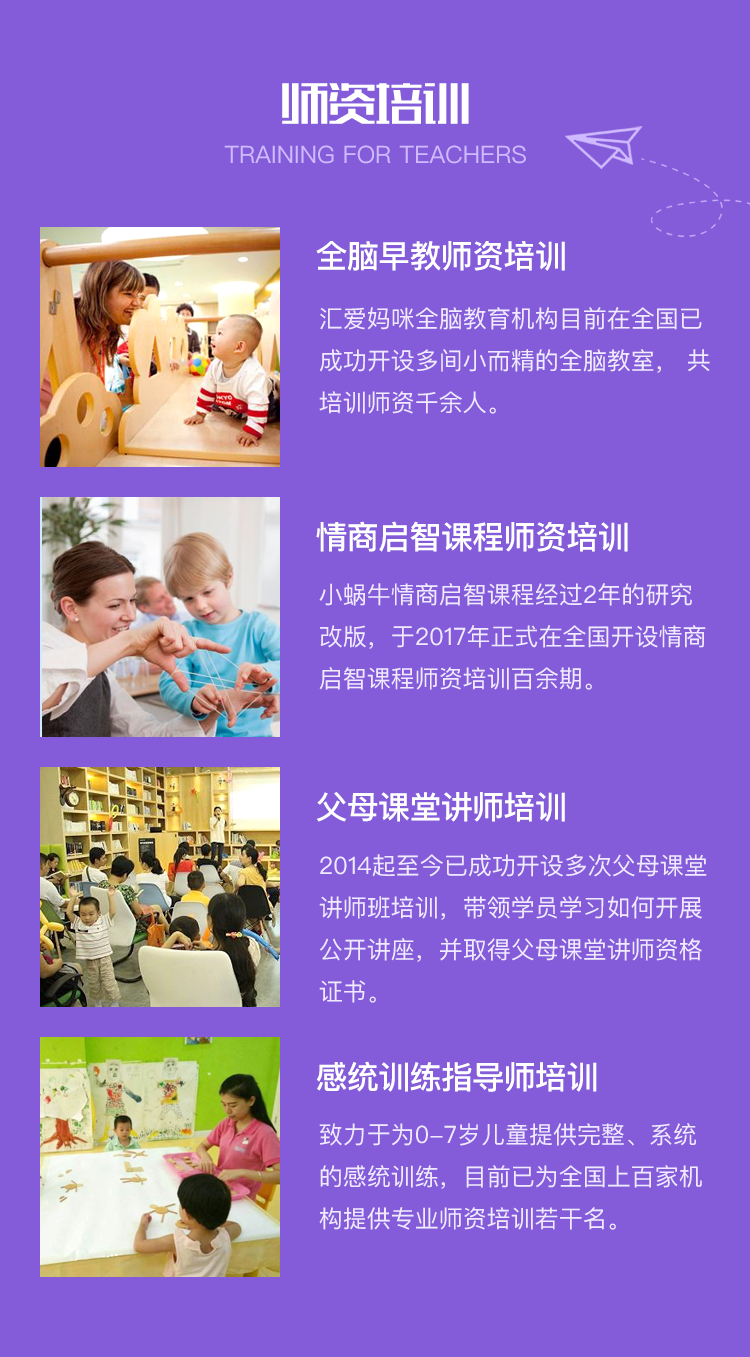 师资培训
TRAINING FOR TEACHERS
全脑早教师资培训
汇爱妈咪全脑教育机构目前在全国已
成功开设多间小而精的全脑教室， 共
培训师资千余人。
情商启智课程师资培训
小蜗牛情商启智课程经过2年的研究
改版，于2017年正式在全国开设情商
启智课程师资培训百余期。
父母课堂讲师培训
2014起至今已成功开设多次父母课堂
讲师班培训，带领学员学习如何开展
公开讲座，并取得父母课堂讲师资格
证书。
感统训练指导师培训
致力于为0-7岁儿童提供完整、系统
的感统训练，目前已为全国上百家机
构提供专业师资培训若干名。